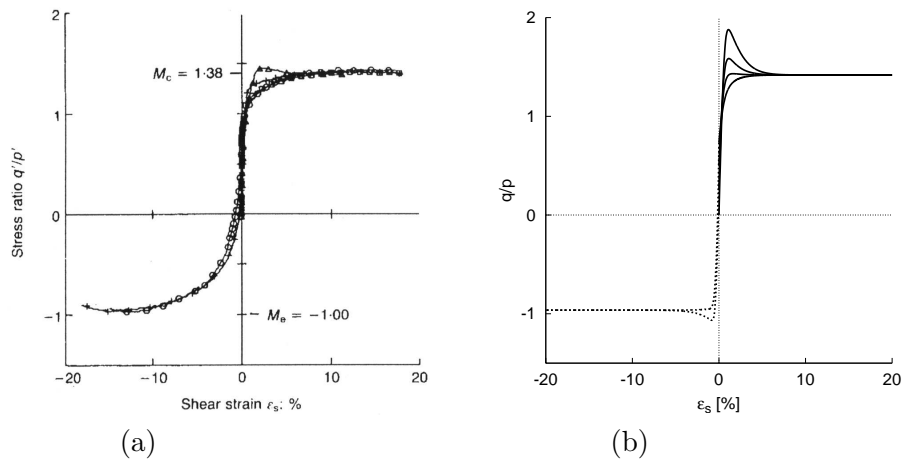 2
M_c = 1·38
1
Stress ratio q'/p'
0
M_e = −1·00
−1
−20
−10
0
10
20
Shear strain ε_s: %
(a)
2
1
q/p
0
-1
-20
-10
0
10
20
ε_s [%]
(b)